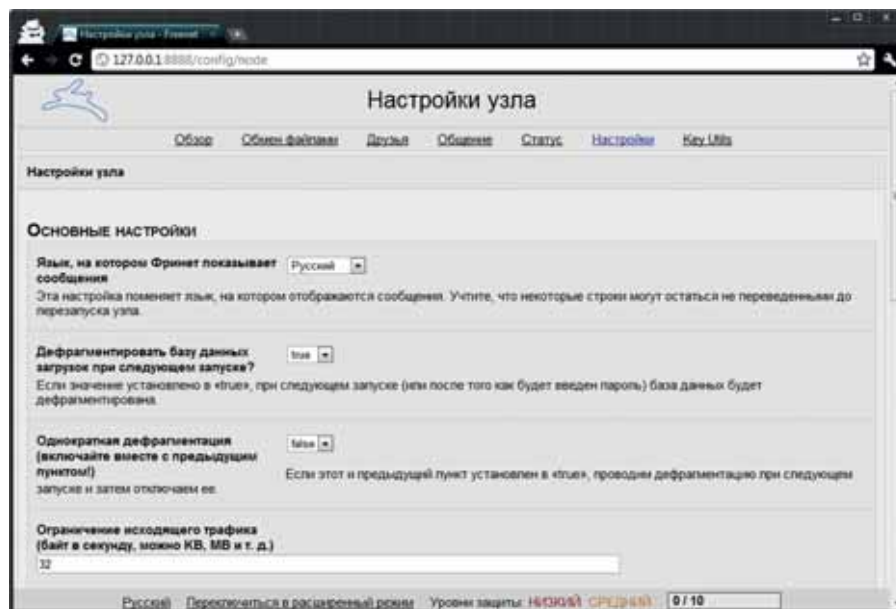 Настройки узла - Freenet
127.0.0.1:8888/config/node
Настройки узла
Обзор Обмен файлами Друзья Общение Статус Настройки Key Utils
Настройки узла
Основные настройки
Язык, на котором Фринет показывает Русский
сообщения
Эта настройка поменяет язык, на котором отображаются сообщения. Учтите, что некоторые строки могут остаться не переведенными до
перезапуска узла.
Дефрагментировать базу данных true
загрузок при следующем запуске?
Если значение установлено в «true», при следующем запуске (или после того как будет введен пароль) база данных будет
дефрагментирована.
Однократная дефрагментация false
(включайте вместе с предыдущим
пунктом!)
Если этот и предыдущий пункт установлен в «true», проводим дефрагментацию при следующем
запуске и затем отключаем ее.
Ограничение исходящего трафика
(байт в секунду, можно KB, MB и т. д.)
32
Русский Переключиться в расширенный режим Уровни защиты: НИЗКИЙ СРЕДНИЙ 0 / 10